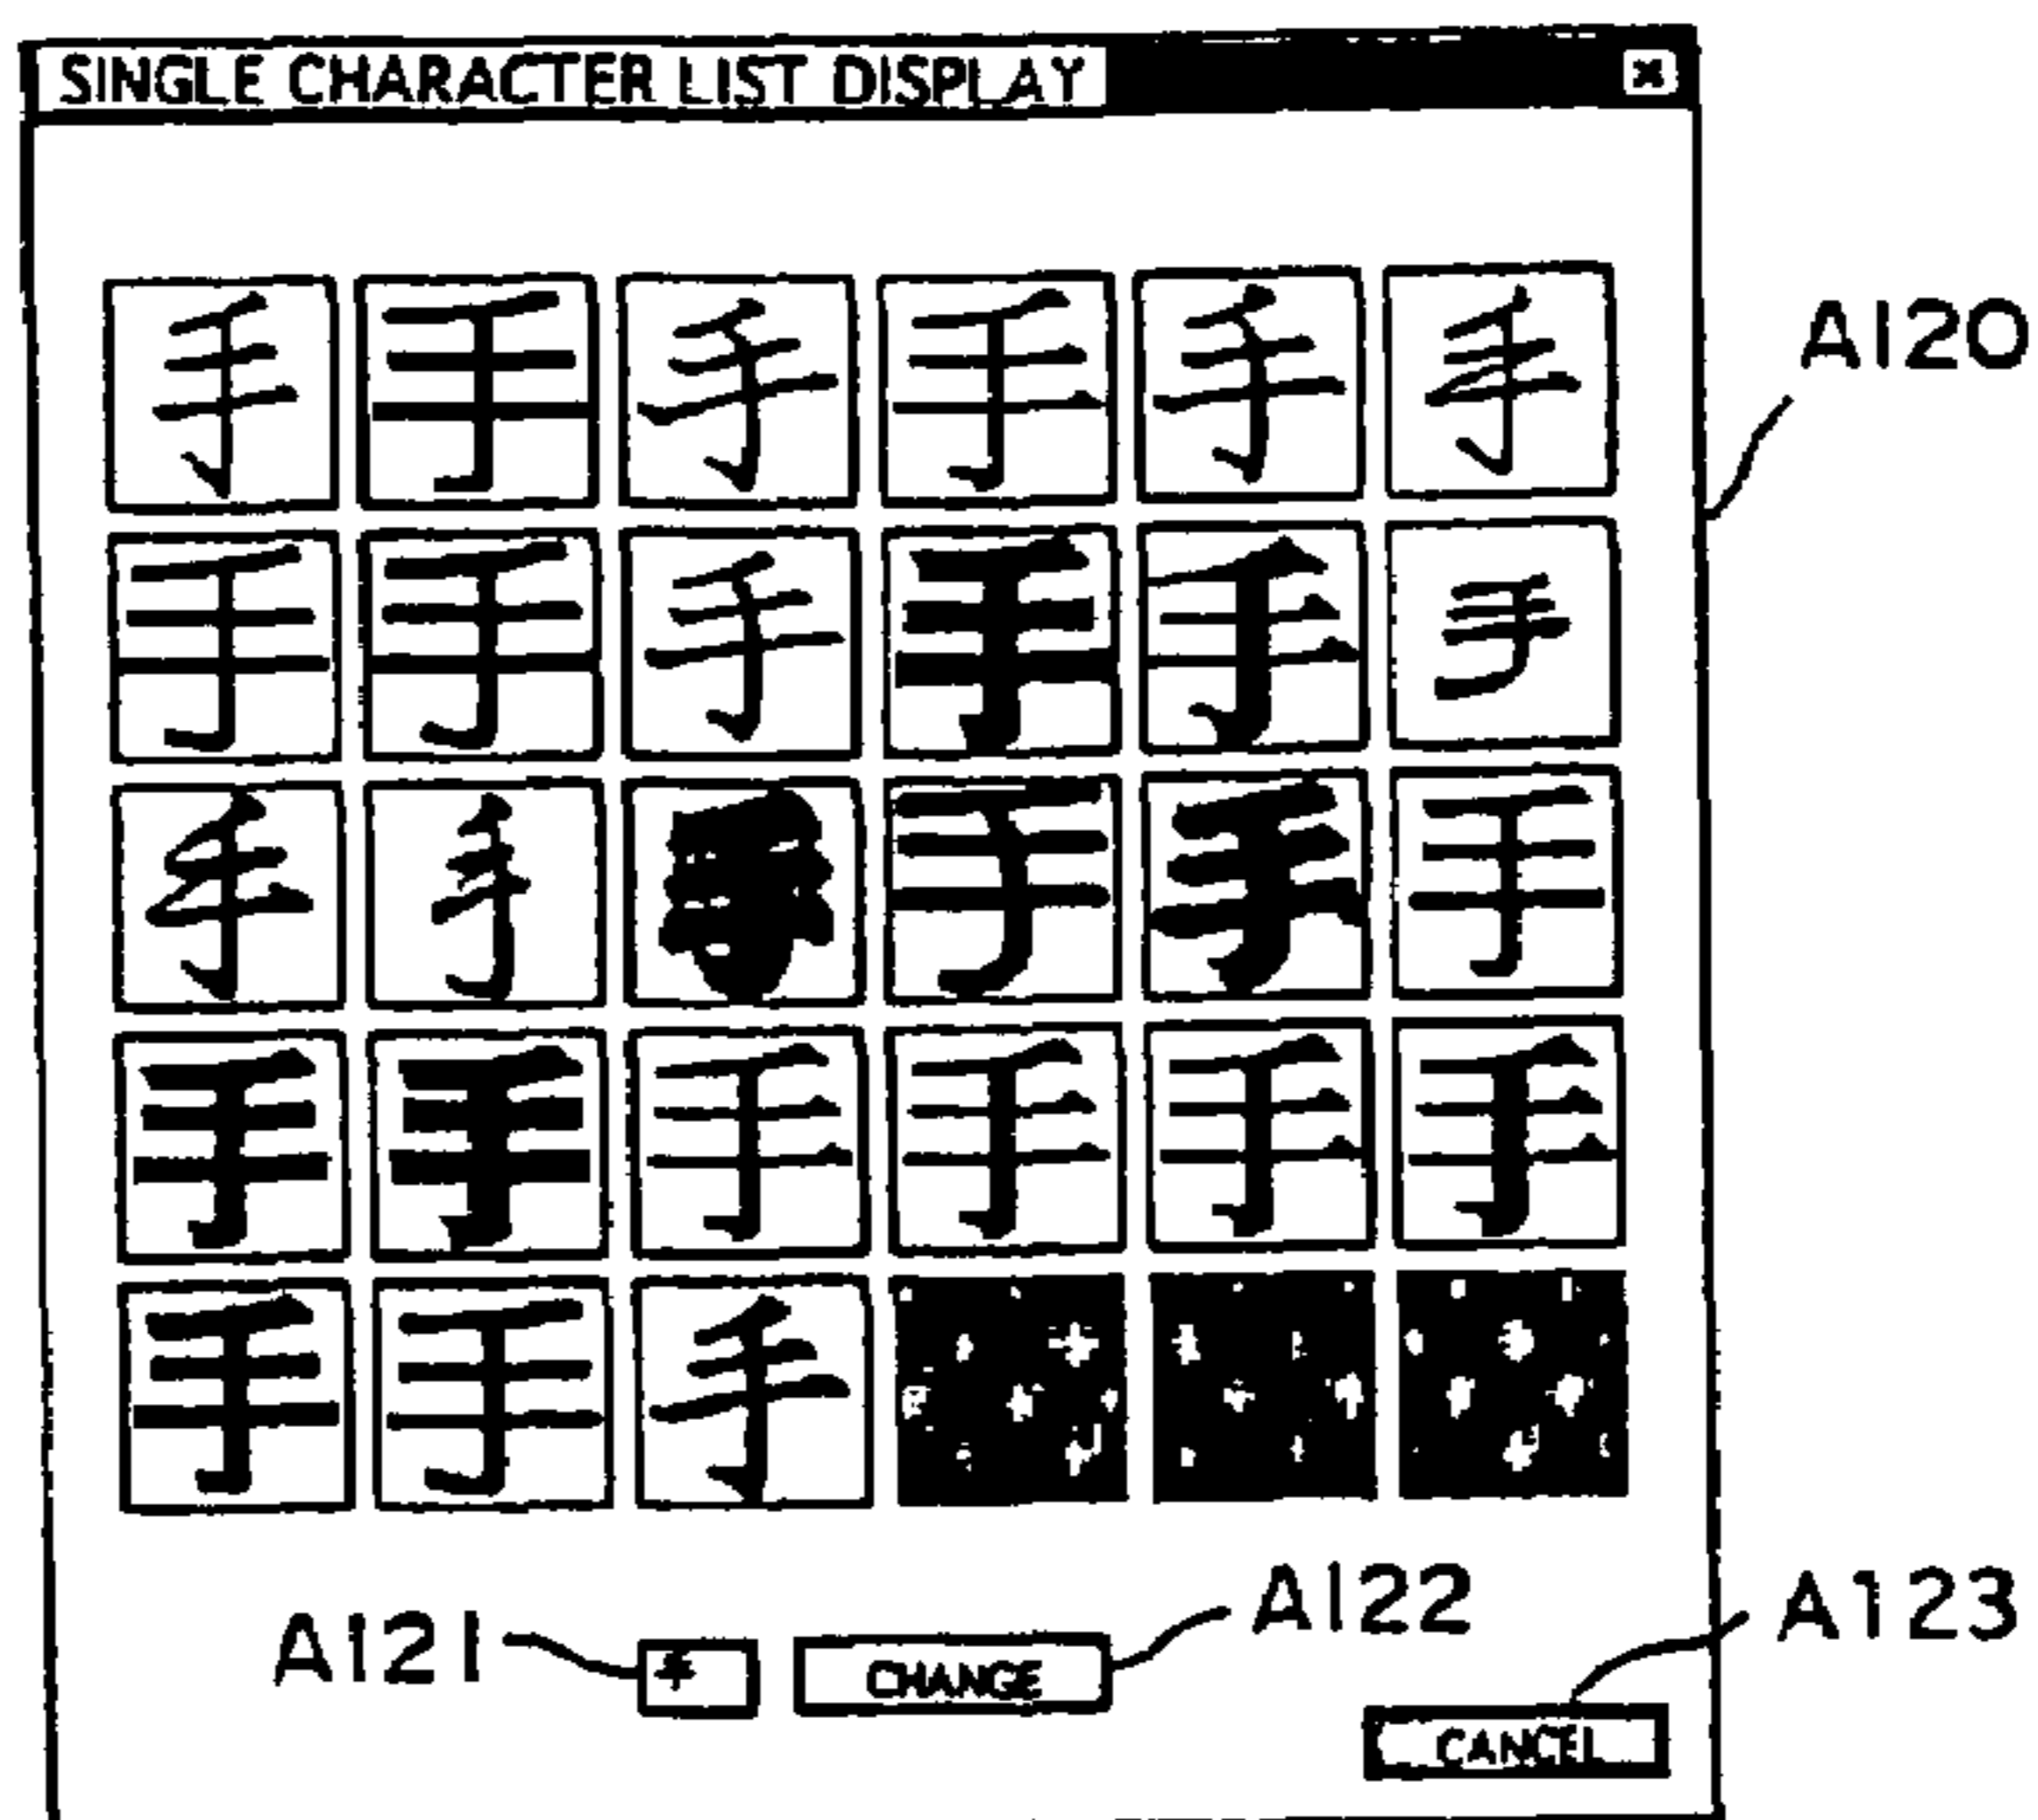 SINGLE CHARACTER LIST DISPLAY ×
A120
手 手 手 手 手 手
手 手 手 手 手 手
手 手 手 手 手 手
手 手 手 手 手 手
手 手 手
A121 手 CHANGE A122
A123
CANCEL